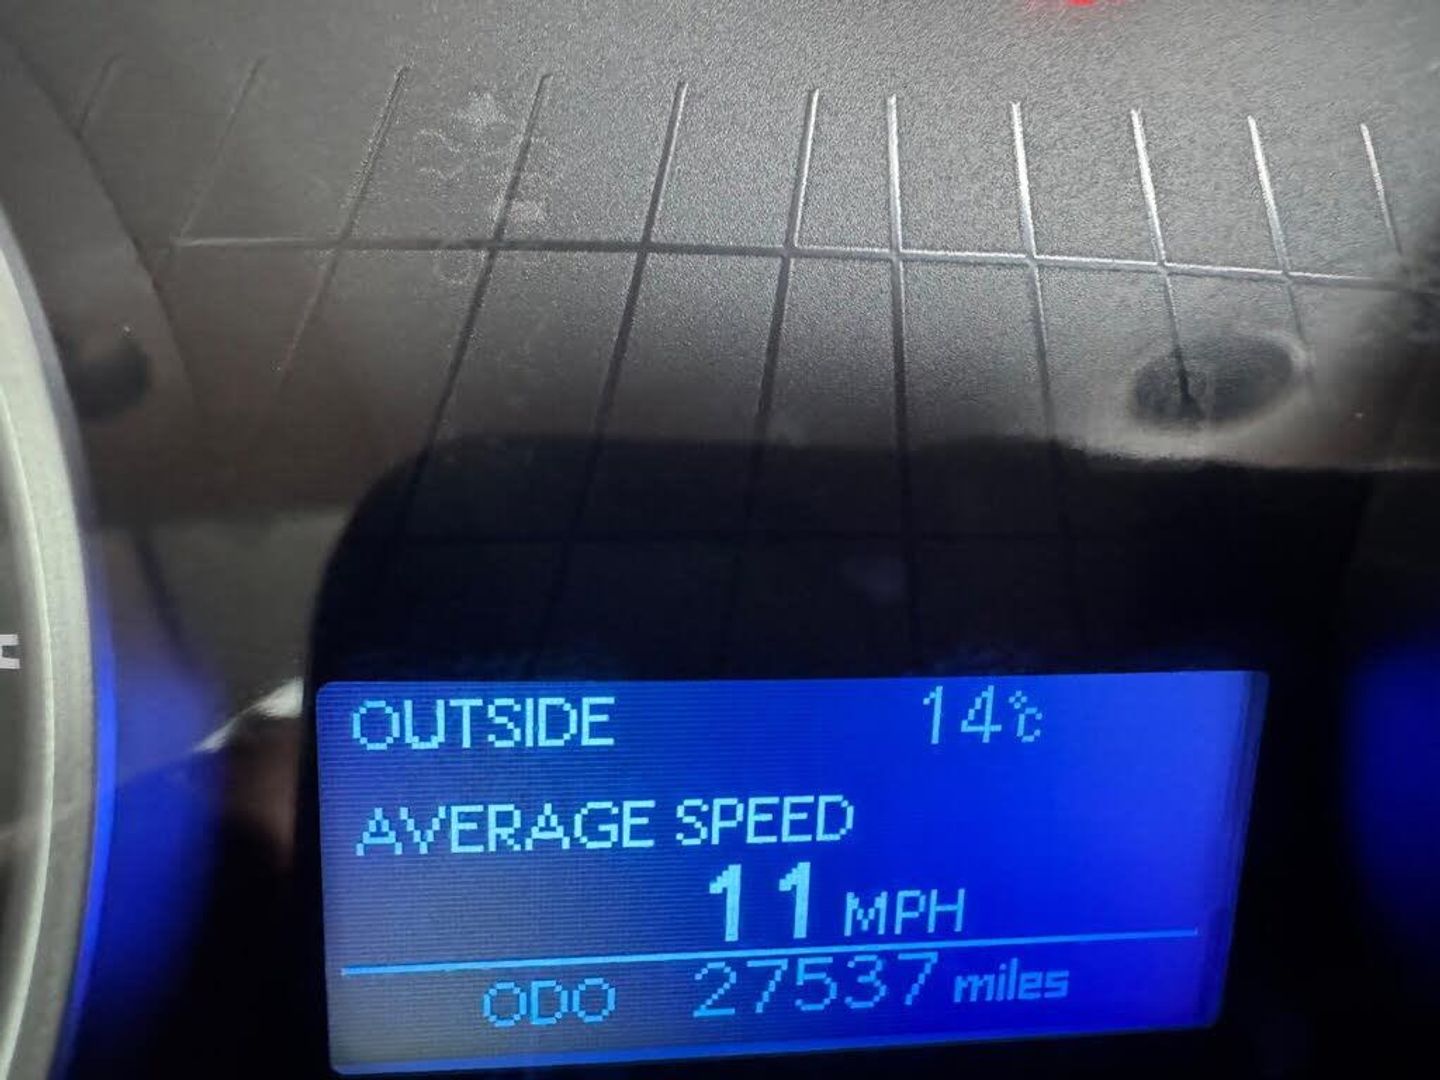 OUTSIDE 14℃
AVERAGE SPEED
11 MPH
ODO 27537 miles